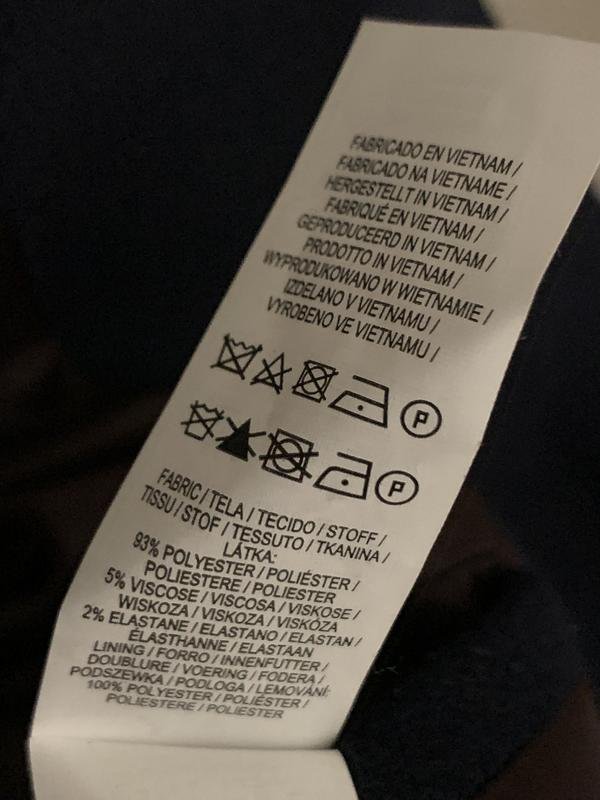 FABRICADO EN VIETNAM /
FABRICADO NA VIETNAME /
HERGESTELLT IN VIETNAM /
FABRIQUÉ EN VIETNAM /
GEPRODUCEERD IN VIETNAM /
PRODOTTO IN VIETNAM /
WYPRODUKOWANO W WIETNAMIE /
IZDELANO V VIETNAMU /
VYROBENO VE VIETNAMU /
P
P
FABRIC / TELA / TECIDO / STOFF /
TISSU / STOF / TESSUTO / TKANINA /
LÁTKA:
93% POLYESTER / POLIÉSTER /
POLIESTERE / POLIESTER
5% VISCOSE / VISCOSA / VISKOSE /
WISKOZA / VISKOZA / VISKÓZA
2% ELASTANE / ELASTANO / ELASTAN /
ÉLASTHANNE / ELASTAAN
LINING / FORRO / INNENFUTTER /
DOUBLURE / VOERING / FODERA /
PODSZEWKA / PODLOGA / LEMOVÁNÍ:
100% POLYESTER / POLIÉSTER /
POLIESTERE / POLIESTER